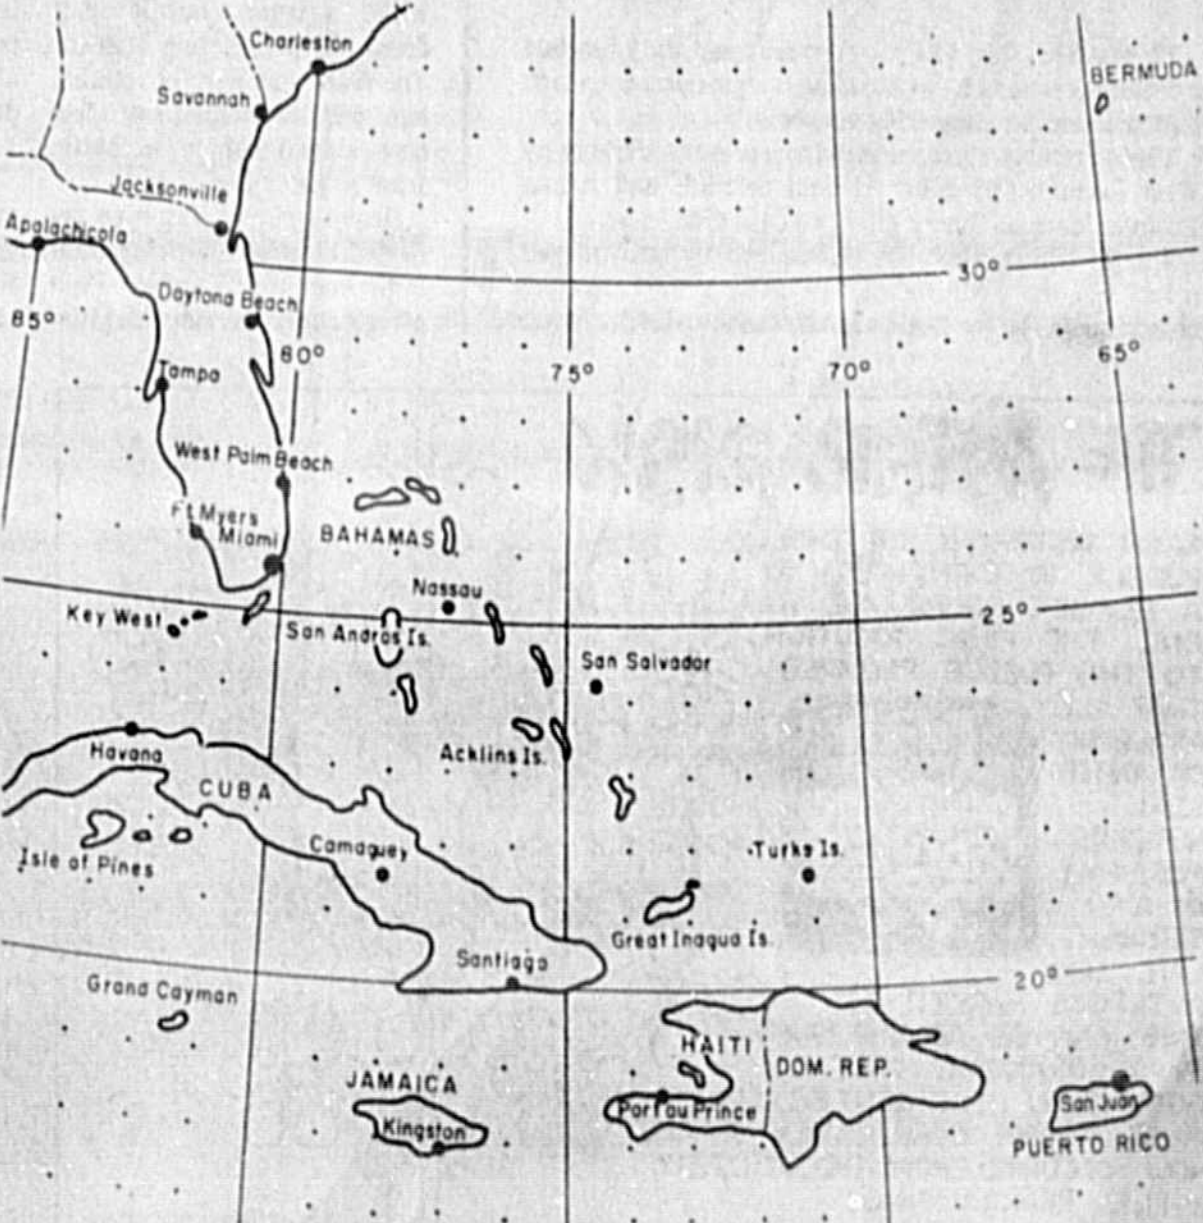 Charleston
BERMUDA
Savannah
Jacksonville
Apalachicola
30°
Daytona Beach
85°
80°
75°
70°
65°
Tampa
West Palm Beach
Ft Myers
Miami
BAHAMAS
Nassau
25°
Key West
San Andros Is.
San Salvador
Havana
Acklins Is.
CUBA
Camaguey
Turks Is.
Isle of Pines
Great Inagua Is.
Santiago
20°
Grand Cayman
HAITI
DOM. REP.
JAMAICA
Port au Prince
San Juan
Kingston
PUERTO RICO